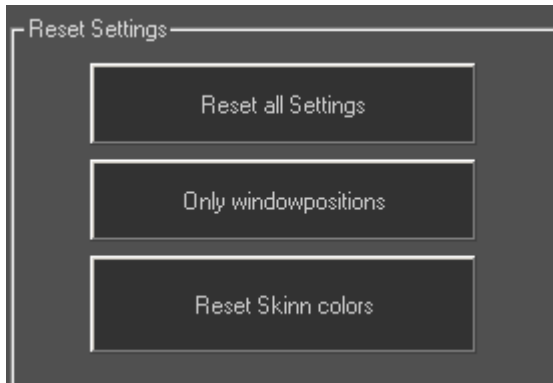 Reset Settings
Reset all Settings
Only windowpositions
Reset Skinn colors